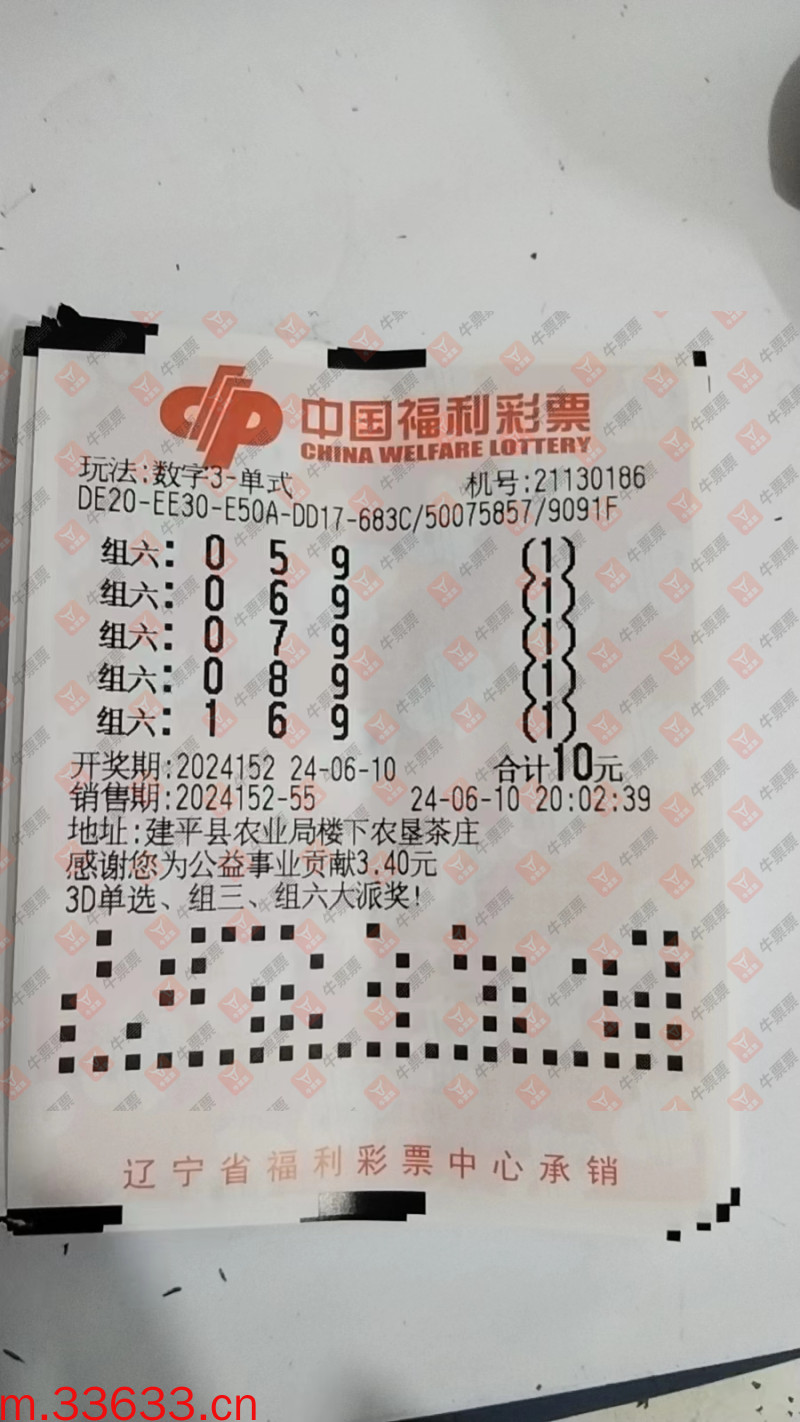 中国福利彩票
CHINA WELFARE LOTTERY
玩法:数字3-单式 机号:21130186
DE20-EE30-E50A-DD17-683C/50075857/9091F
组六: 0 5 9 (1)
组六: 0 6 9 (1)
组六: 0 7 9 (1)
组六: 0 8 9 (1)
组六: 1 6 9 (1)
开奖期:2024152 24-06-10 合计10元
销售期:2024152-55 24-06-10 20:02:39
地址:建平县农业局楼下农垦茶庄
感谢您为公益事业贡献3.40元
3D单选、组三、组六大派奖!
辽宁省福利彩票中心承销
牛票票
m.33633.cn